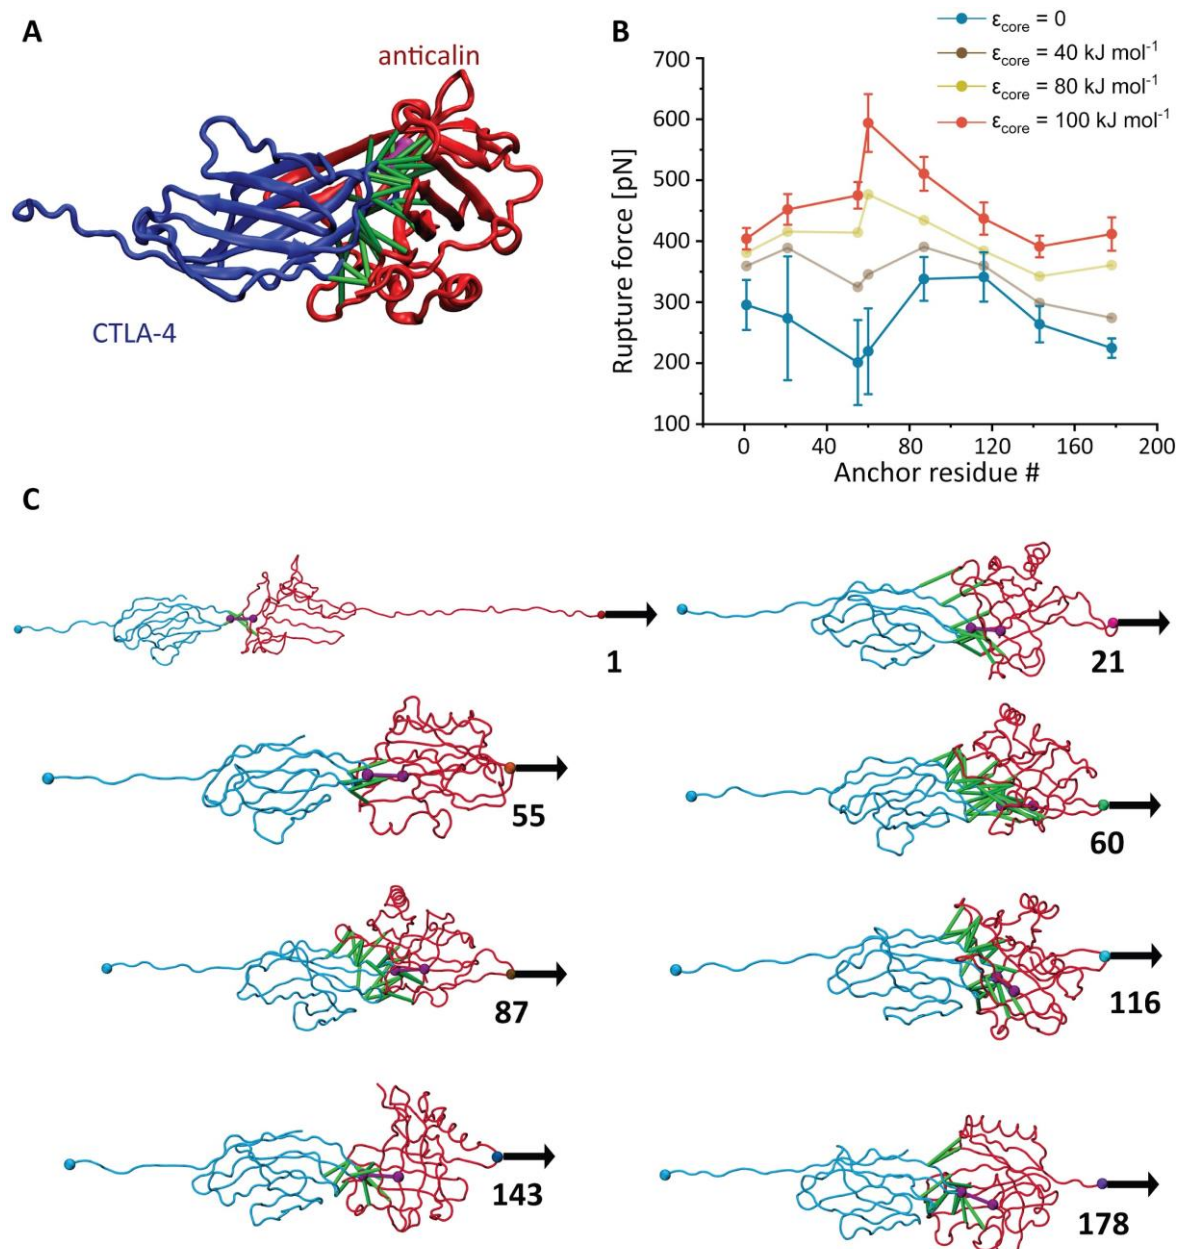 A
anticalin
CTLA-4
B
εcore = 0
εcore = 40 kJ mol-1
εcore = 80 kJ mol-1
εcore = 100 kJ mol-1
Rupture force [pN]
700
600
500
400
300
200
100
0
40
80
120
160
200
Anchor residue #
C
1
21
55
60
87
116
143
178